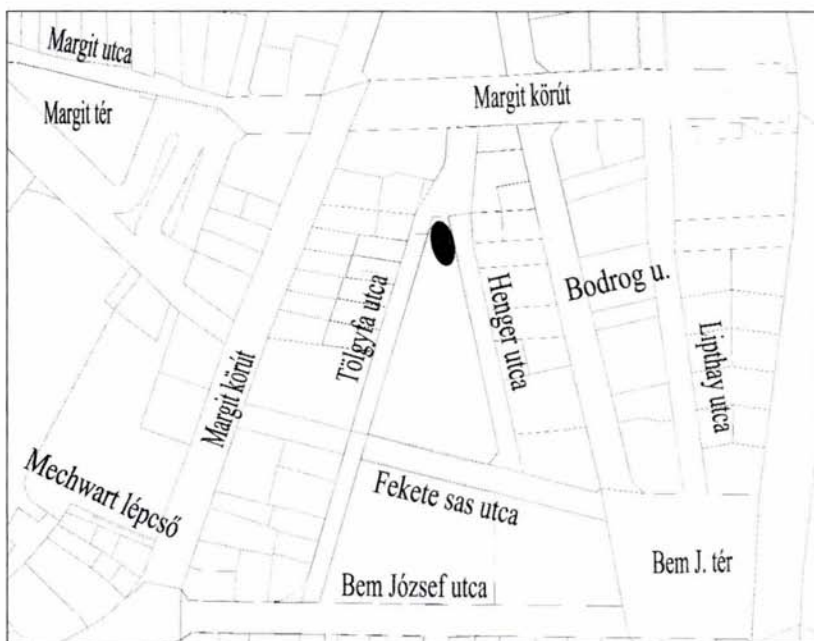 Margit utca
Margit tér
Margit körút
Bodrog u.
Tölgyfa utca
Henger utca
Lipthay utca
Margit körút
Mechwart lépcső
Fekete sas utca
Bem J. tér
Bem József utca